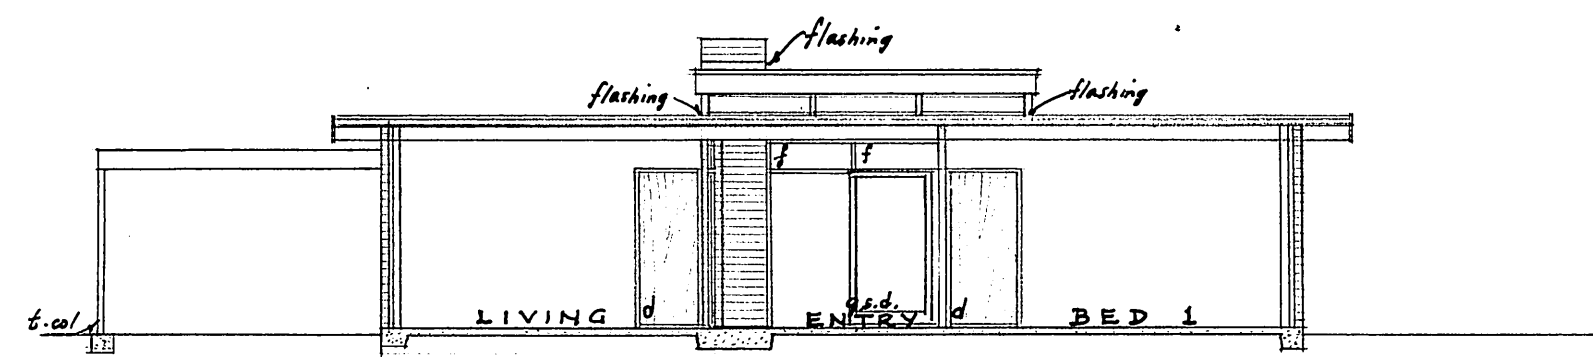 flashing
flashing
flashing
f f
d
g.s.d.
d
t.col
LIVING
ENTRY
BED 1